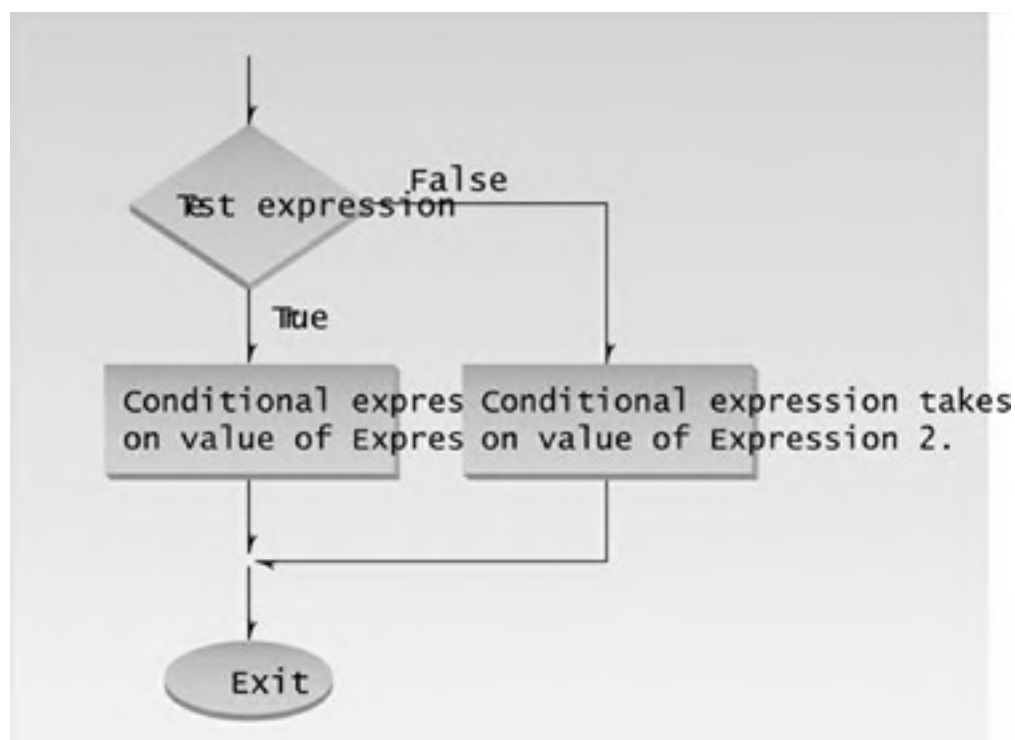 False
Test expression
True
Conditional expres
on value of Expres
Conditional expression takes
on value of Expression 2.
Exit